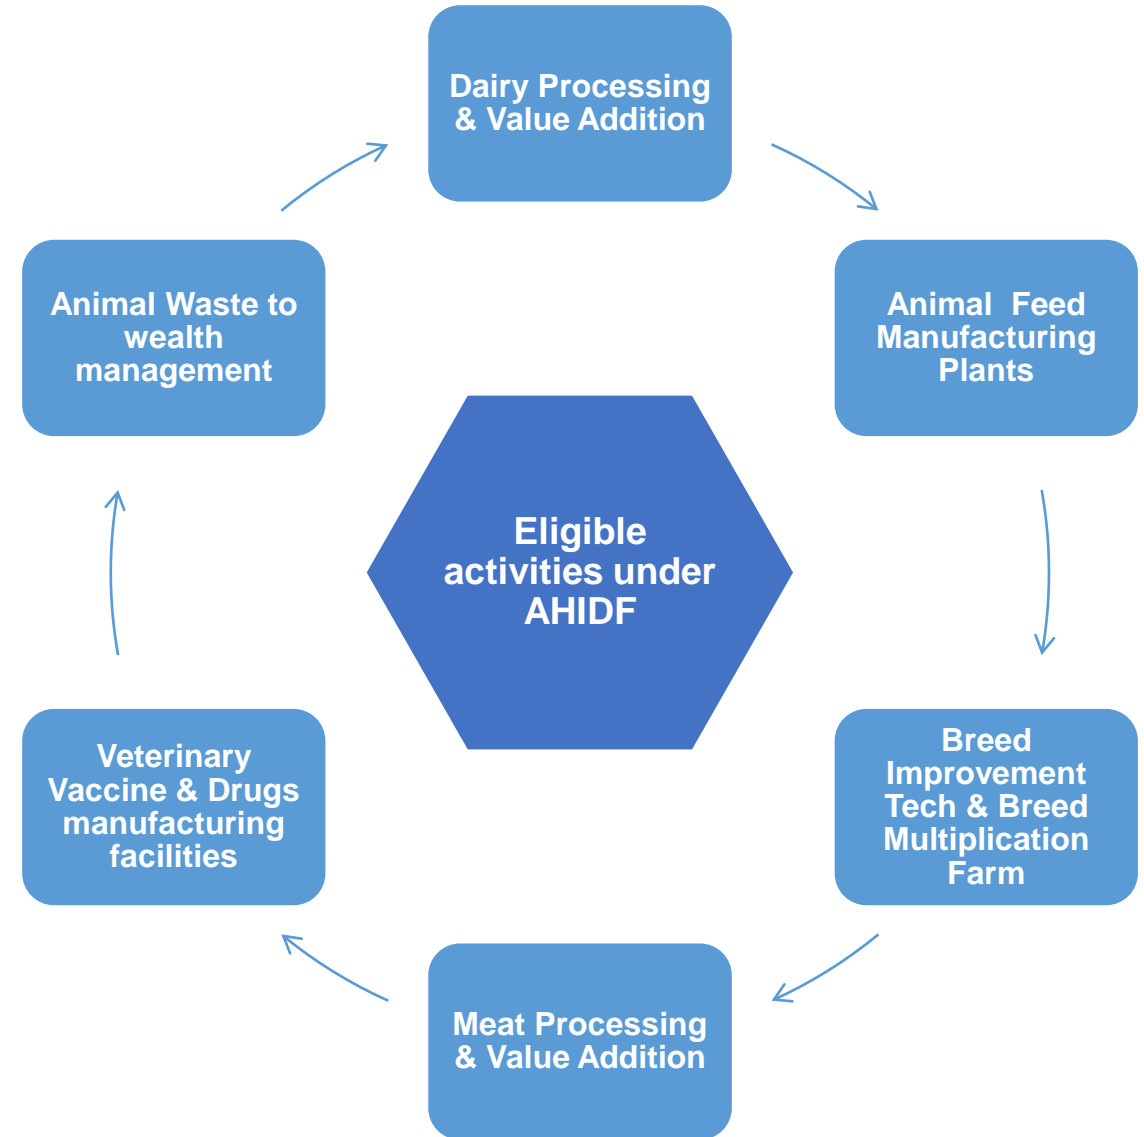 Dairy Processing
& Value Addition
Animal  Feed
Manufacturing
Plants
Breed
Improvement
Tech & Breed
Multiplication
Farm
Meat Processing
& Value Addition
Veterinary
Vaccine & Drugs
manufacturing
facilities
Animal Waste to
wealth
management
Eligible
activities under
AHIDF